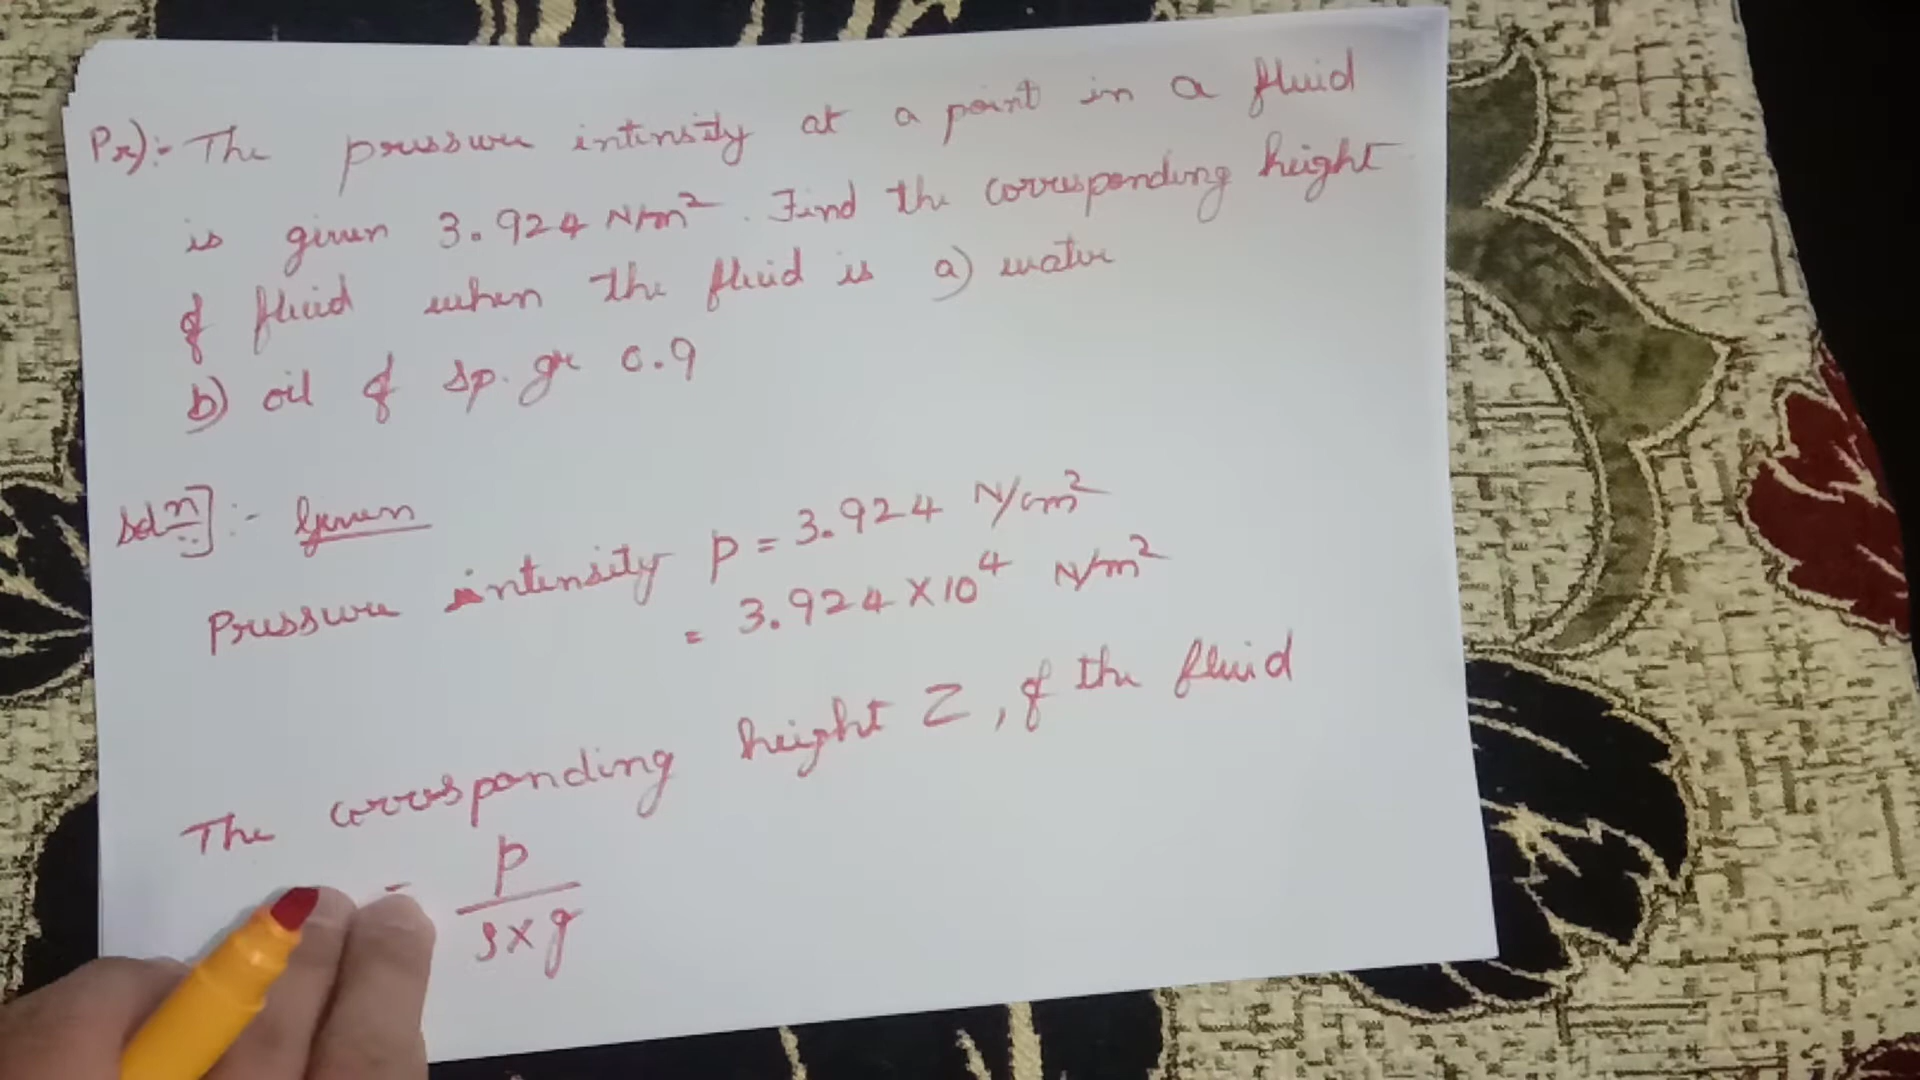 Px):- The pressure intensity at a point in a fluid
is given 3.924 N/m². Find the corresponding height
of fluid when the fluid is a) water
b) oil of sp. gr 0.9
Solⁿ]:- Given
Pressure intensity p = 3.924 N/cm²
= 3.924 × 10⁴ N/m²
The corresponding height Z, of the fluid
= p / ρ × g